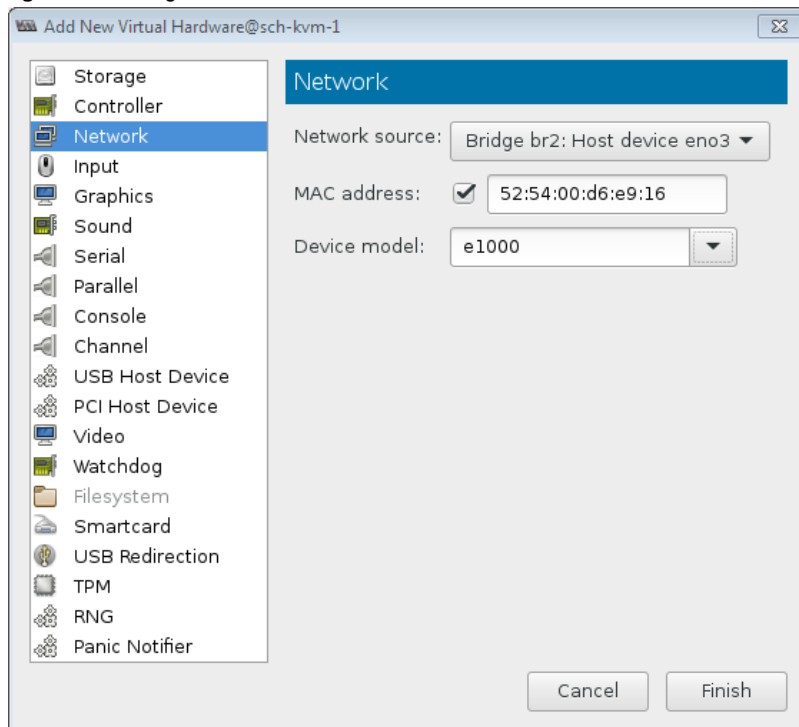 Add New Virtual Hardware@sch-kvm-1
Storage
Controller
Network
Input
Graphics
Sound
Serial
Parallel
Console
Channel
USB Host Device
PCI Host Device
Video
Watchdog
Filesystem
Smartcard
USB Redirection
TPM
RNG
Panic Notifier
Network
Network source: Bridge br2: Host device eno3
MAC address: 52:54:00:d6:e9:16
Device model: e1000
Cancel Finish